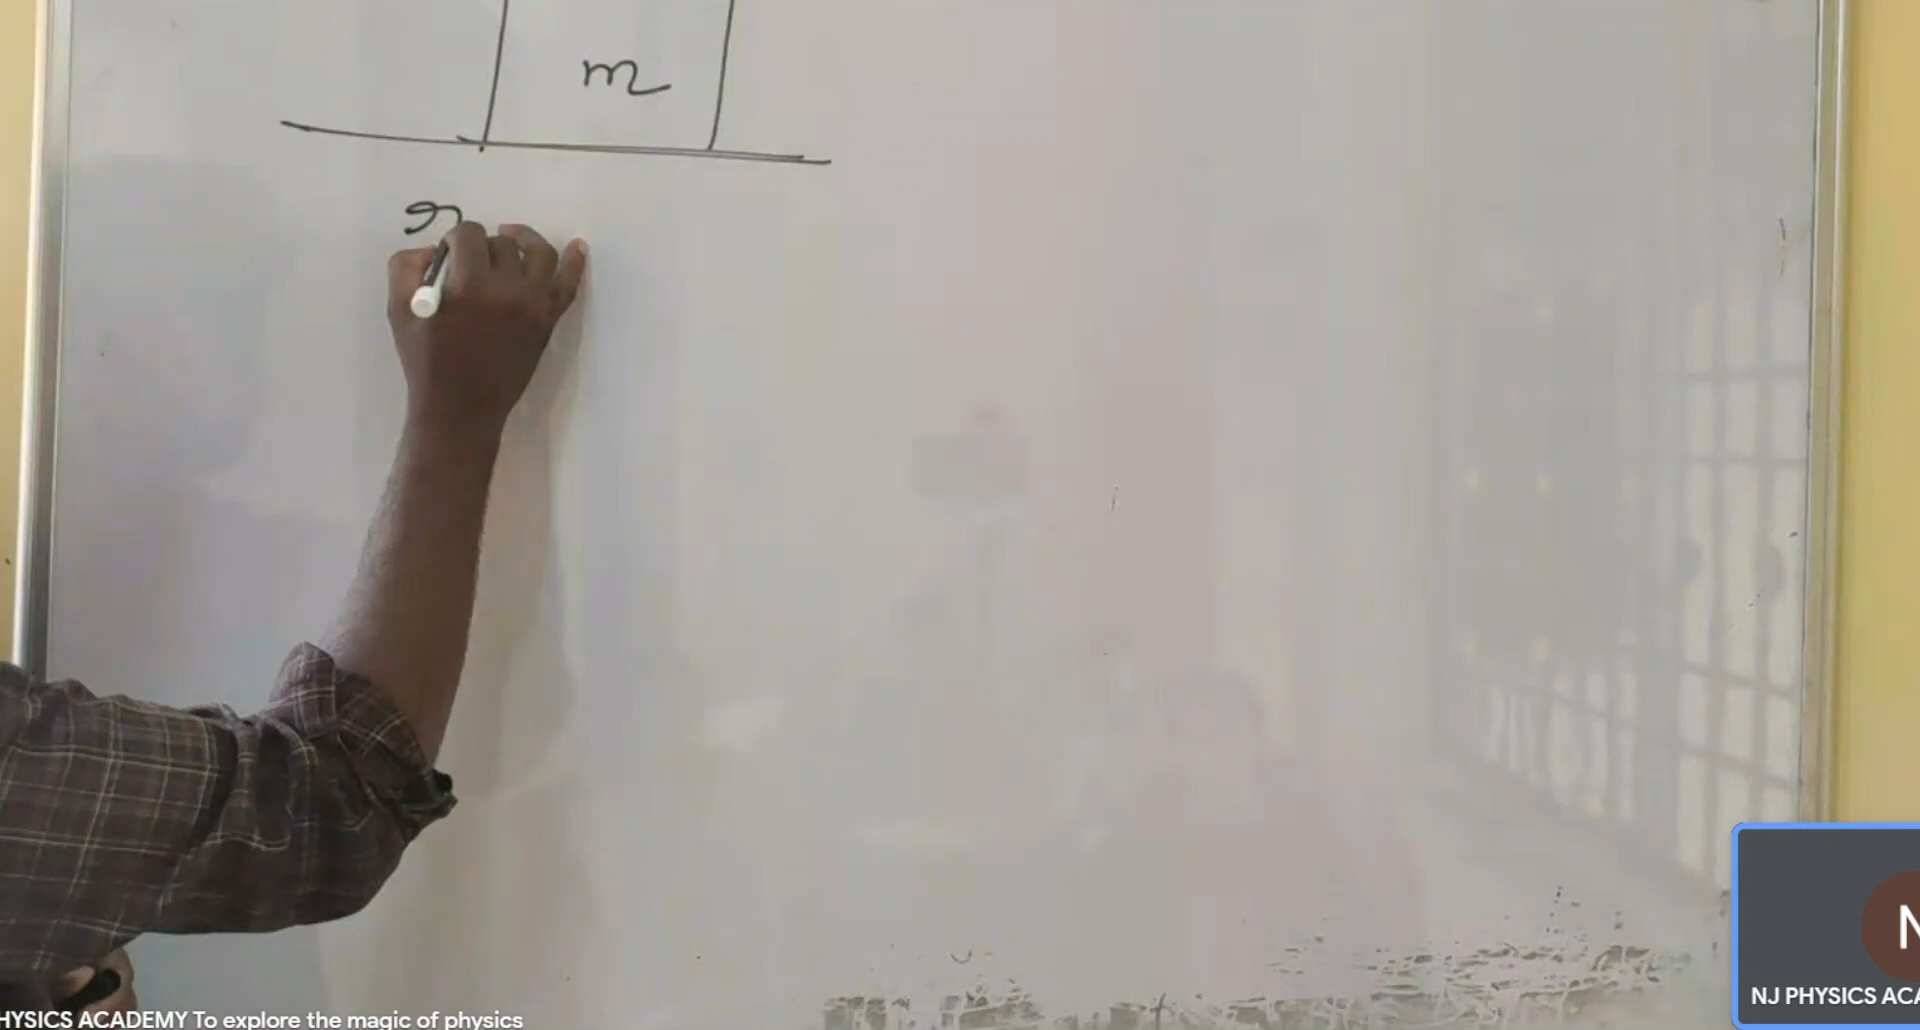 m
NJ PHYSICS ACA
HYSICS ACADEMY To explore the magic of physics
N